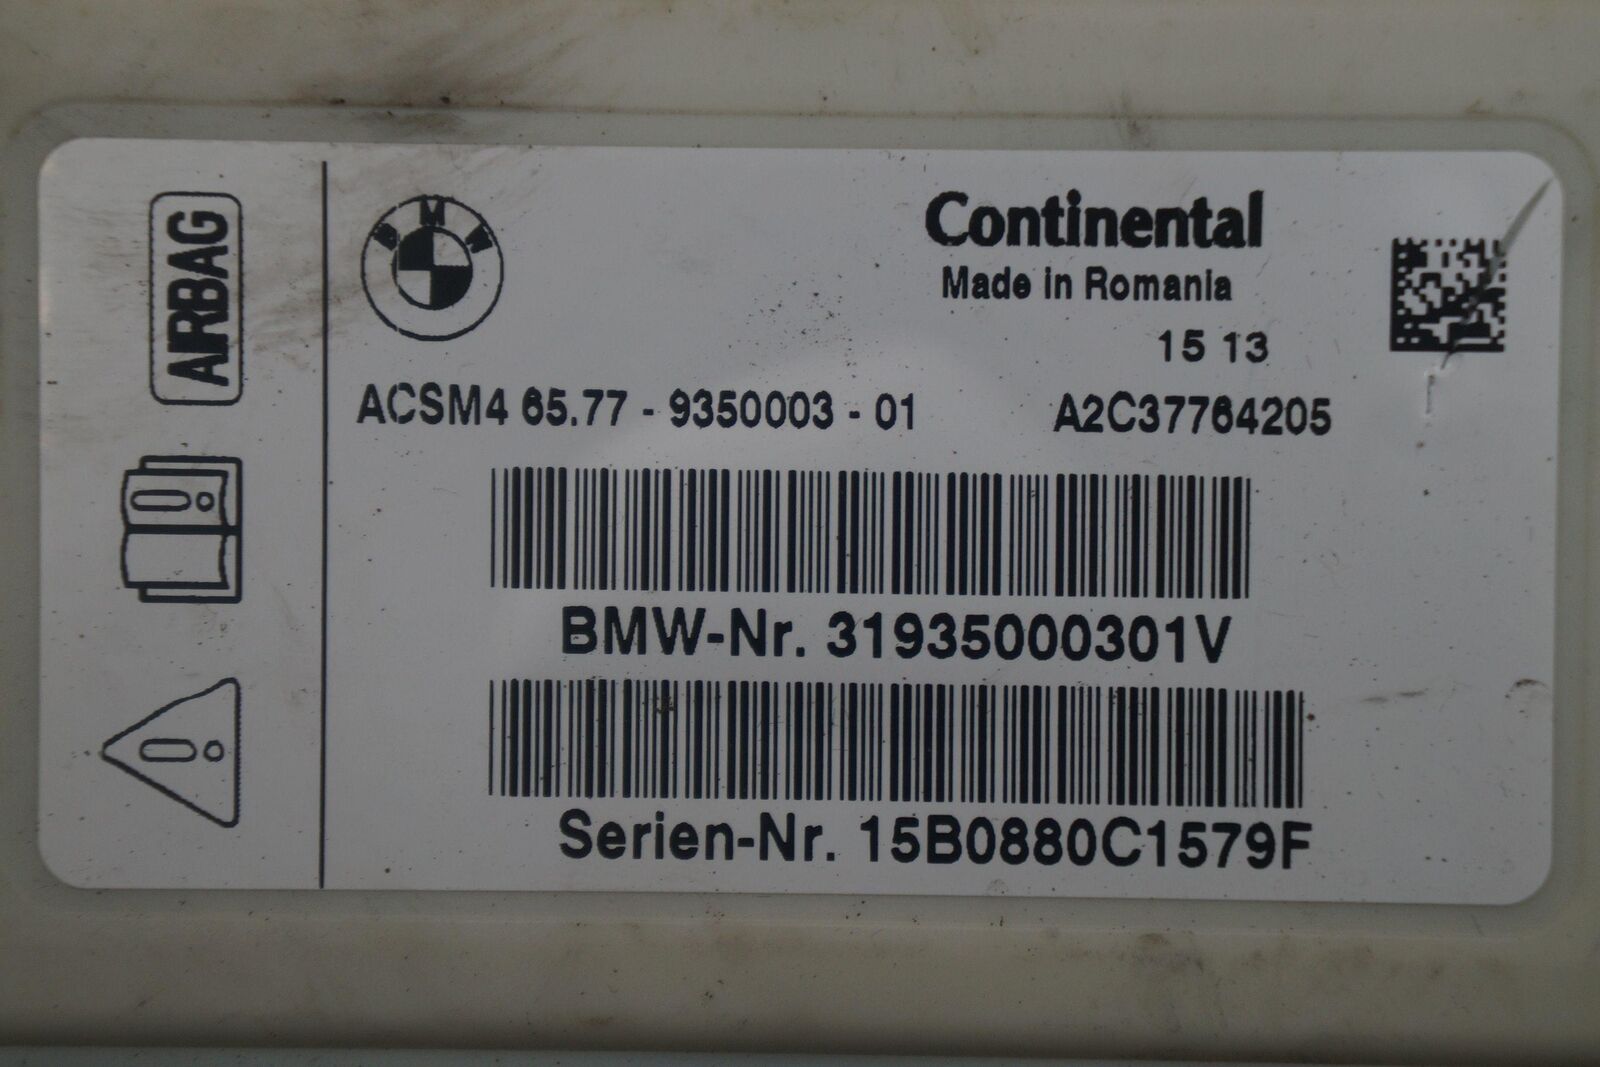 AIRBAG
BMW
Continental
Made in Romania
15 13
ACSM4 65.77 - 9350003 - 01 A2C37764205
BMW-Nr. 31935000301V
Serien-Nr. 15B0880C1579F